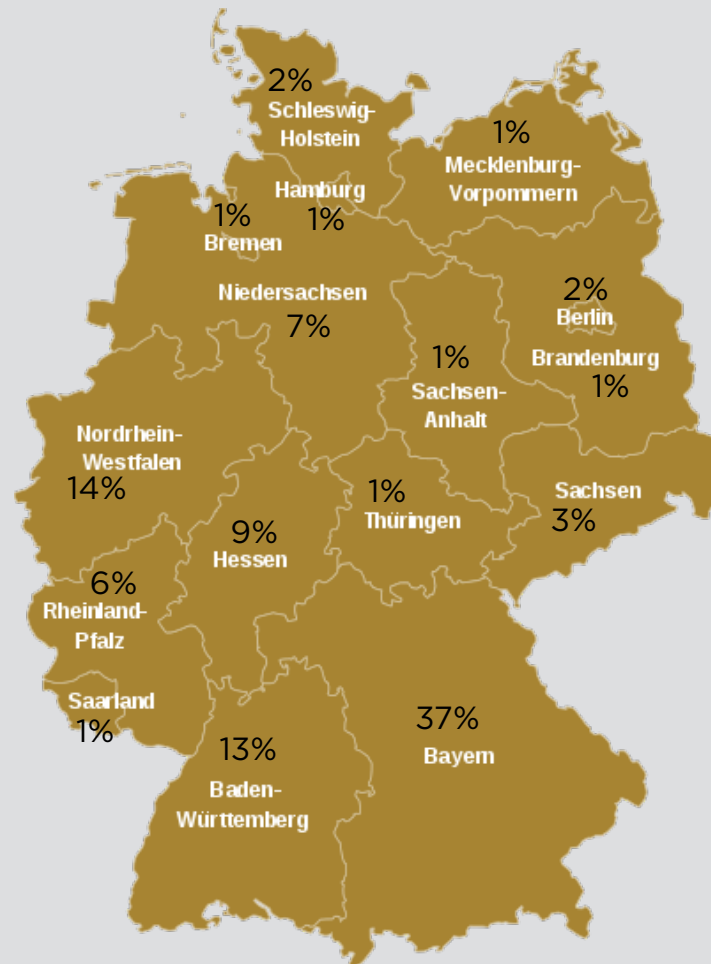 2%
Schleswig-
Holstein
1%
Mecklenburg-
Vorpommern
Hamburg
1%
1%
Bremen
Niedersachsen
7%
2%
Berlin
Brandenburg
1%
1%
Sachsen-
Anhalt
Nordrhein-
Westfalen
14%
1%
Thüringen
Sachsen
3%
9%
Hessen
6%
Rheinland-
Pfalz
Saarland
1%
13%
Baden-
Württemberg
37%
Bayern